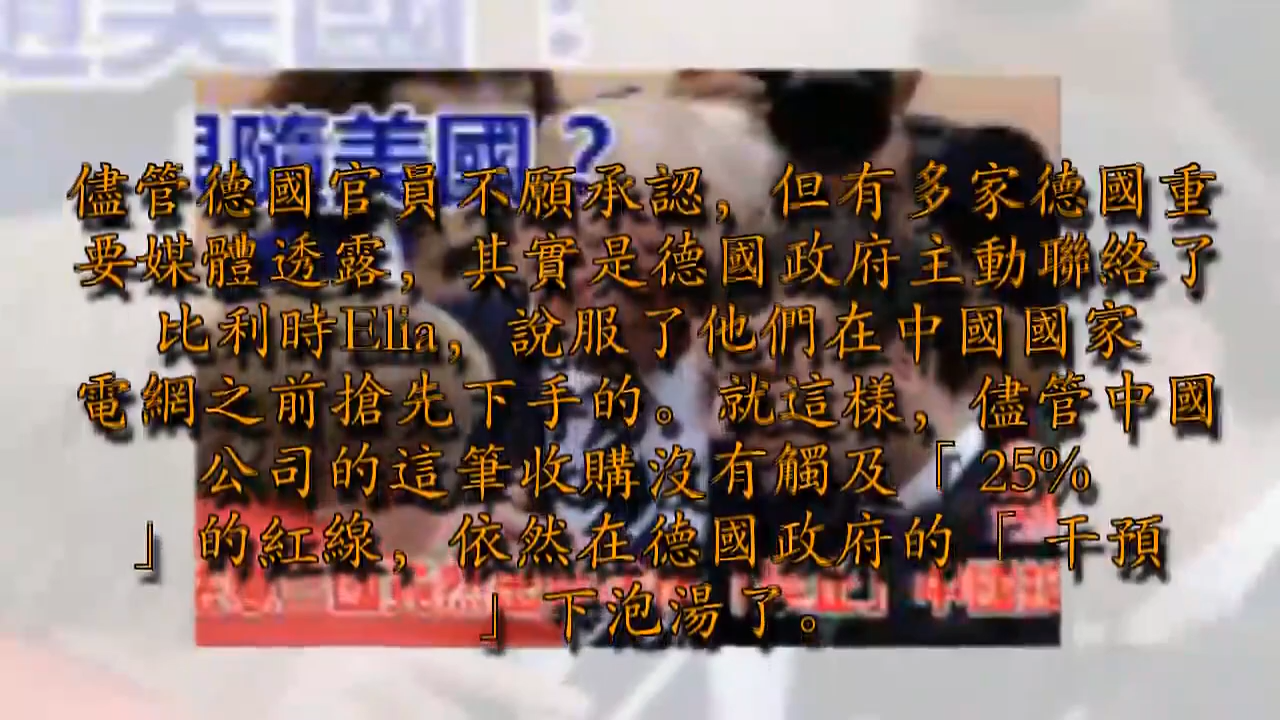 隨美國？
儘管德國官員不願承認，但有多家德國重
要媒體透露，其實是德國政府主動聯絡了
比利時Elia，說服了他們在中國國家
電網之前搶先下手的。就這樣，儘管中國
公司的這筆收購沒有觸及「25%
」的紅線，依然在德國政府的「干預
」下泡湯了。